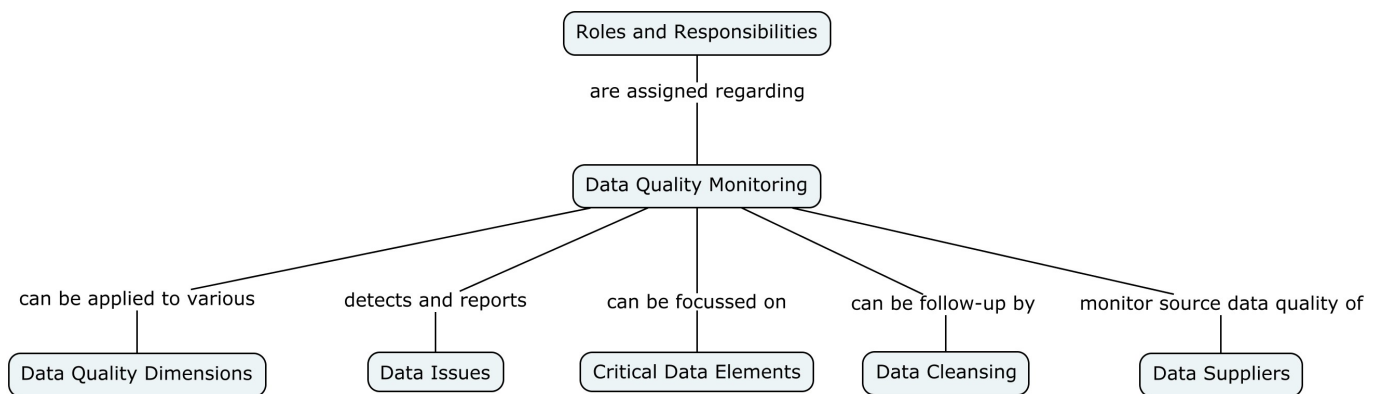 Roles and Responsibilities
are assigned regarding
Data Quality Monitoring
can be applied to various
detects and reports
can be focussed on
can be follow-up by
monitor source data quality of
Data Quality Dimensions
Data Issues
Critical Data Elements
Data Cleansing
Data Suppliers